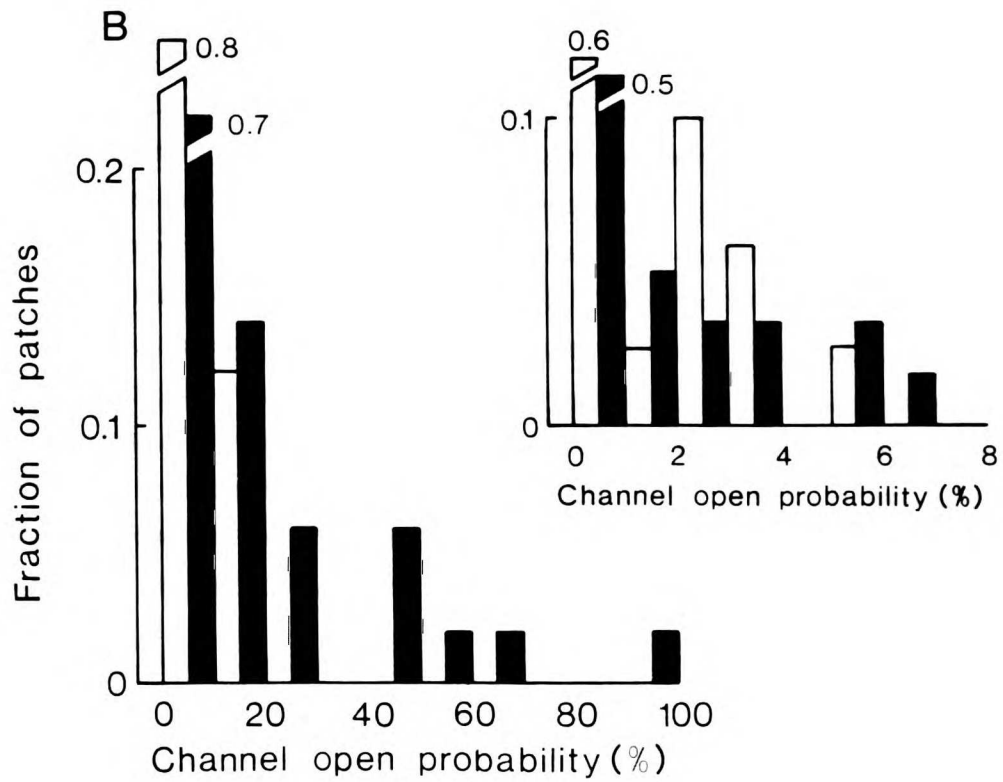 B
0.8
0.7
0.2
0.1
0
Fraction of patches
0 20 40 60 80 100
Channel open probability (%)
0.6
0.5
0.1
0
0 2 4 6 8
Channel open probability (%)